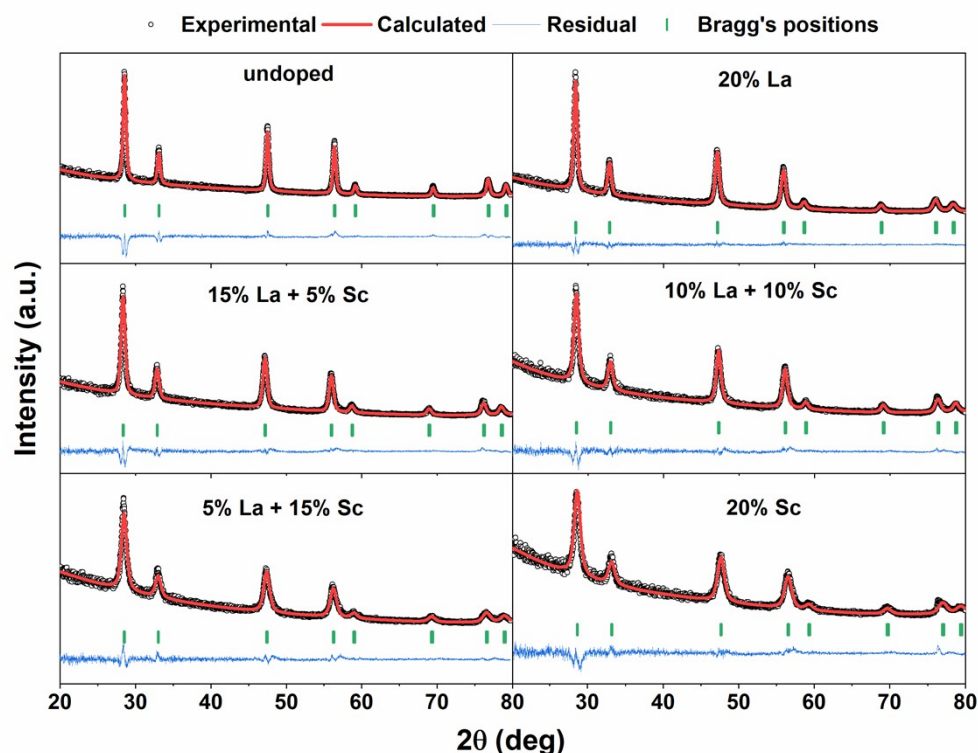 Experimental Calculated Residual Bragg's positions
undoped
20% La
15% La + 5% Sc
10% La + 10% Sc
5% La + 15% Sc
20% Sc
Intensity (a.u.)
20 30 40 50 60 70 80 30 40 50 60 70 80
2θ (deg)